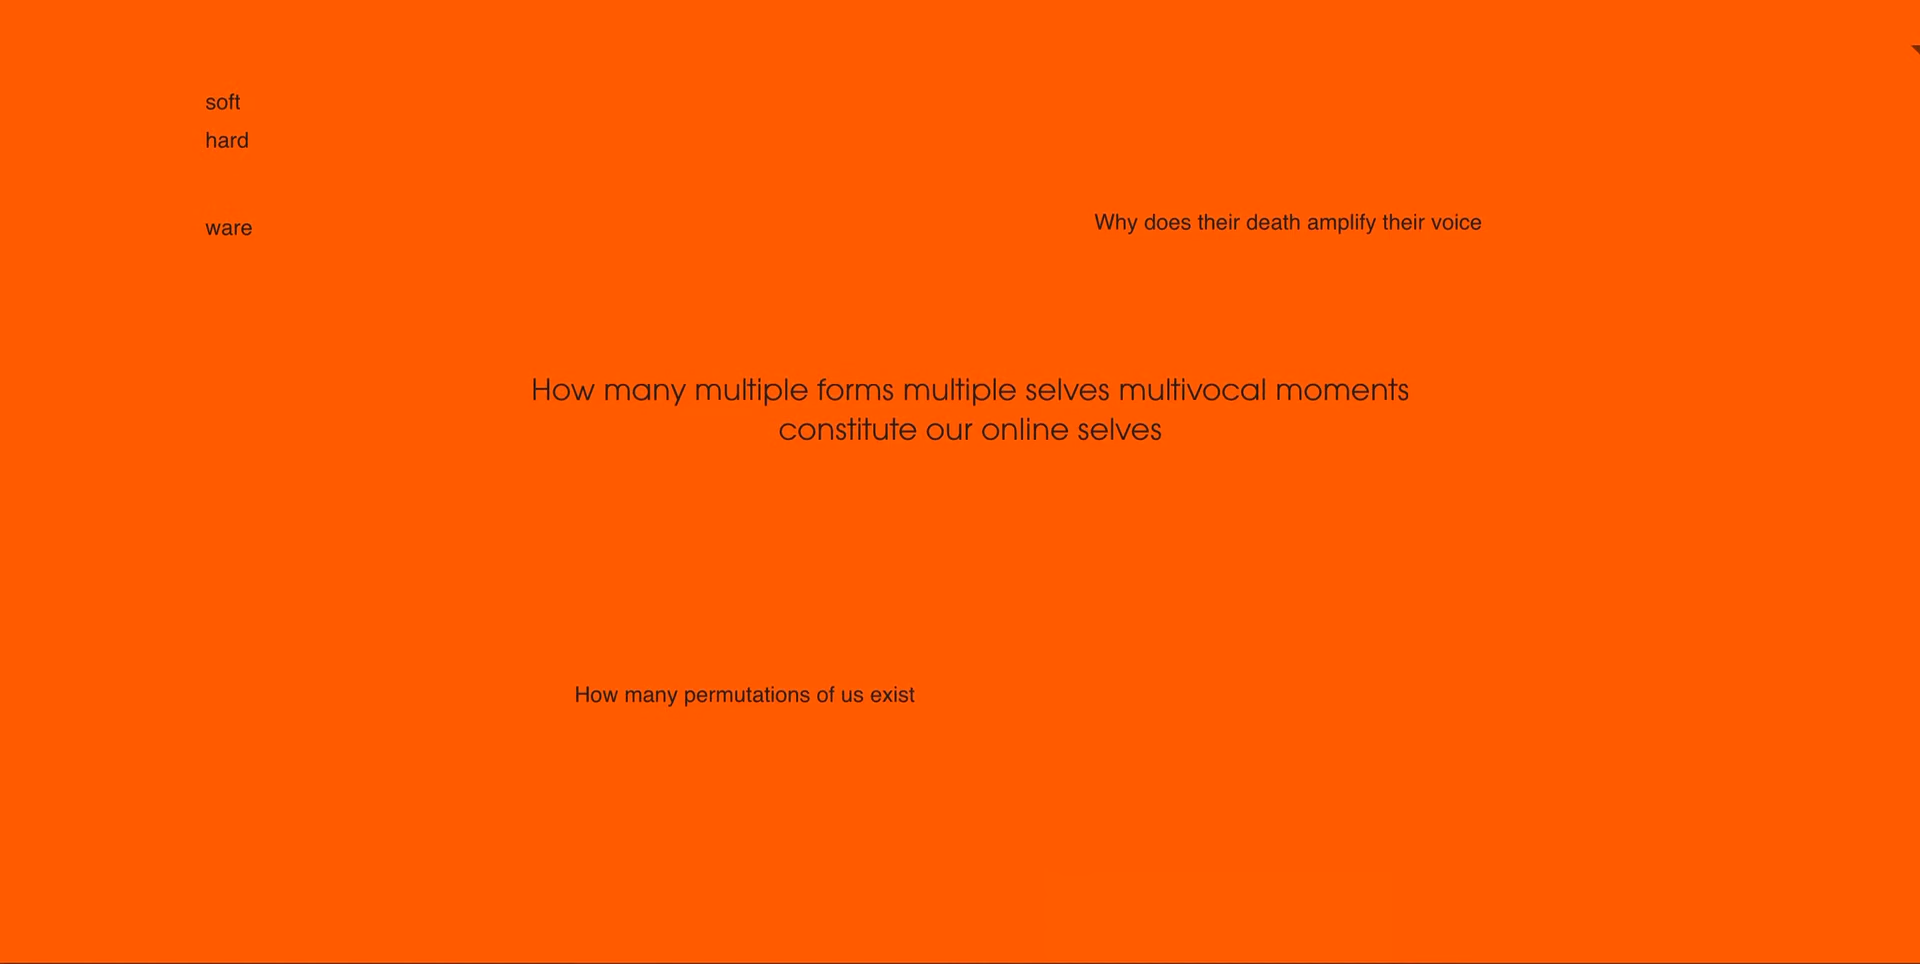 soft
hard
ware
Why does their death amplify their voice
How many multiple forms multiple selves multivocal moments
constitute our online selves
How many permutations of us exist